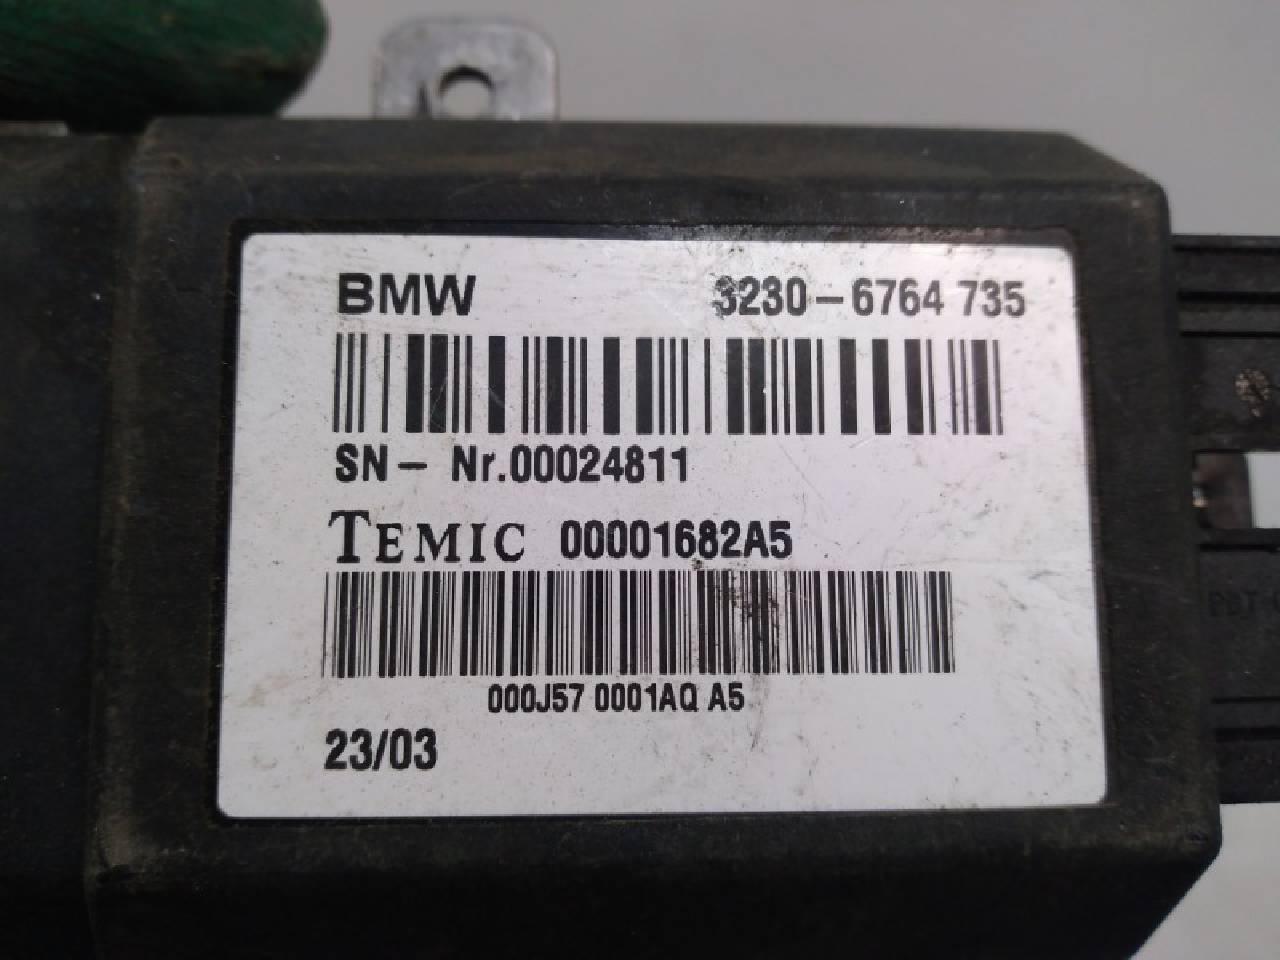 BMW 3230-6764 735
SN- Nr.00024811
TEMIC 00001682A5
000J57 0001AQ A5
23/03